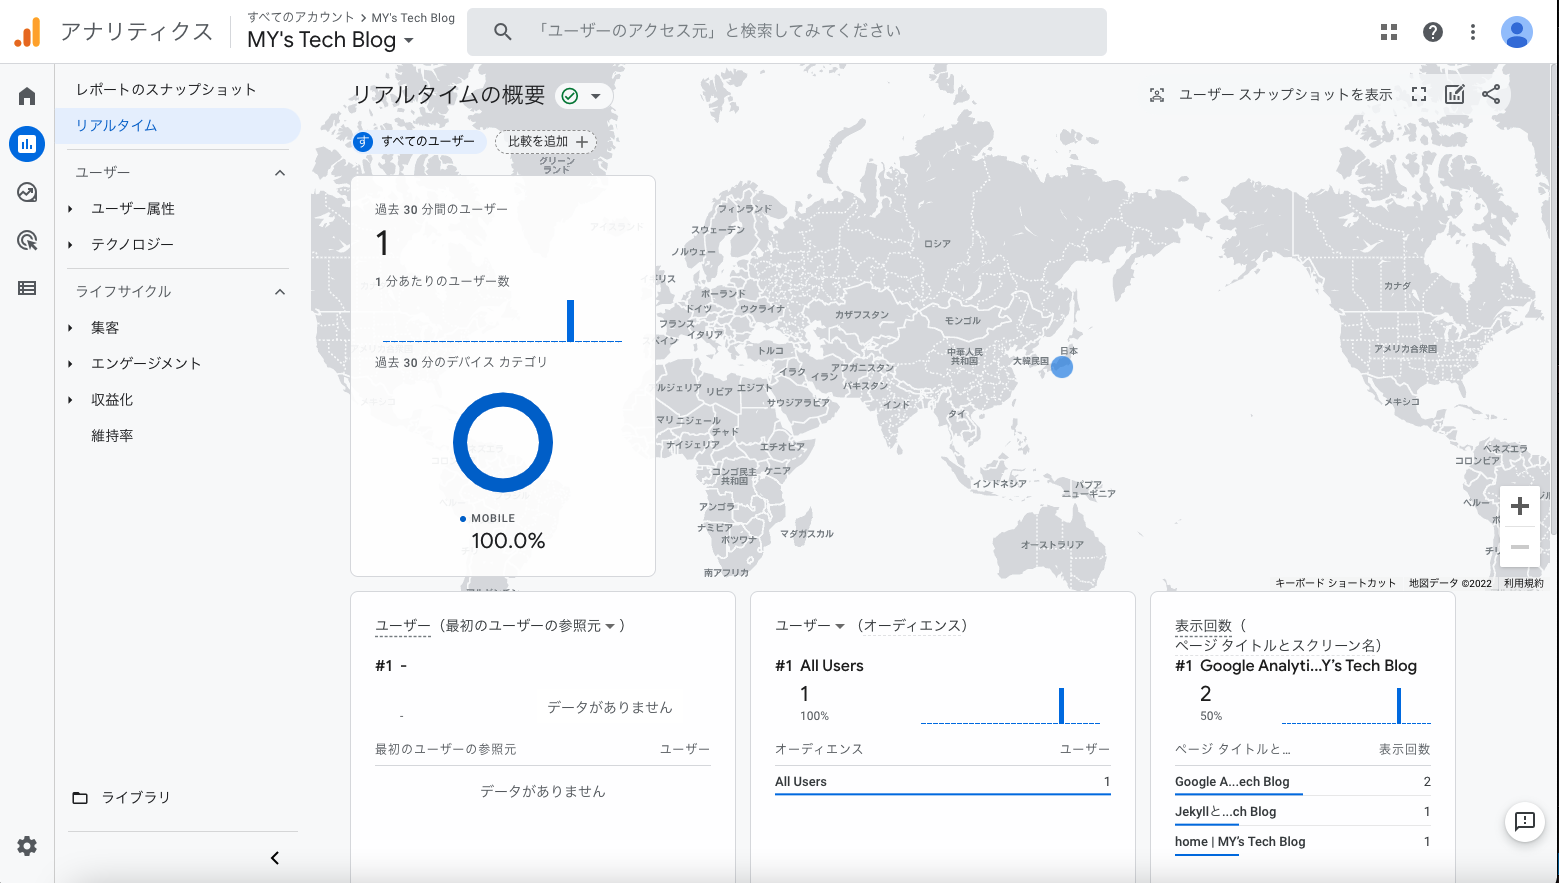 アナリティクス
すべてのアカウント > MY's Tech Blog
MY's Tech Blog
「ユーザーのアクセス元」と検索してみてください
レポートのスナップショット
リアルタイム
ユーザー
ユーザー属性
テクノロジー
ライフサイクル
集客
エンゲージメント
収益化
維持率
ライブラリ
リアルタイムの概要
ユーザー スナップショットを表示
す すべてのユーザー
比較を追加 +
グリーン
ランド
過去 30 分間のユーザー
1
1 分あたりのユーザー数
過去 30 分のデバイス カテゴリ
MOBILE
100.0%
アイスランド
フィンランド
スウェーデン
ノルウェー
ロシア
ポーランド
ドイツ
ウクライナ
フランス
イタリア
カザフスタン
モンゴル
トルコ
中華人民
共和国
大韓民国
日本
イラク
イラン
アフガニスタン
パキスタン
リビア
エジプト
サウジアラビア
インド
タイ
マリ
ニジェール
チャド
ナイジェリア
エチオピア
コンゴ民主
共和国
ケニア
インドネシア
パプア
ニューギニア
アンゴラ
ナミビア
ボツワナ
マダガスカル
南アフリカ
オーストラリア
カナダ
アメリカ合衆国
メキシコ
ベネズエラ
コロンビア
ペルー
キーボード ショートカット
地図データ ©2022
利用規約
ユーザー（最初のユーザーの参照元）
#1 -
-
データがありません
最初のユーザーの参照元 ユーザー
データがありません
ユーザー （オーディエンス）
#1 All Users
1
100%
オーディエンス ユーザー
All Users 1
表示回数（
ページ タイトルとスクリーン名）
#1 Google Analyti...Y's Tech Blog
2
50%
ページ タイトルと... 表示回数
Google A...ech Blog 2
Jekyllと...ch Blog 1
home | MY's Tech Blog 1